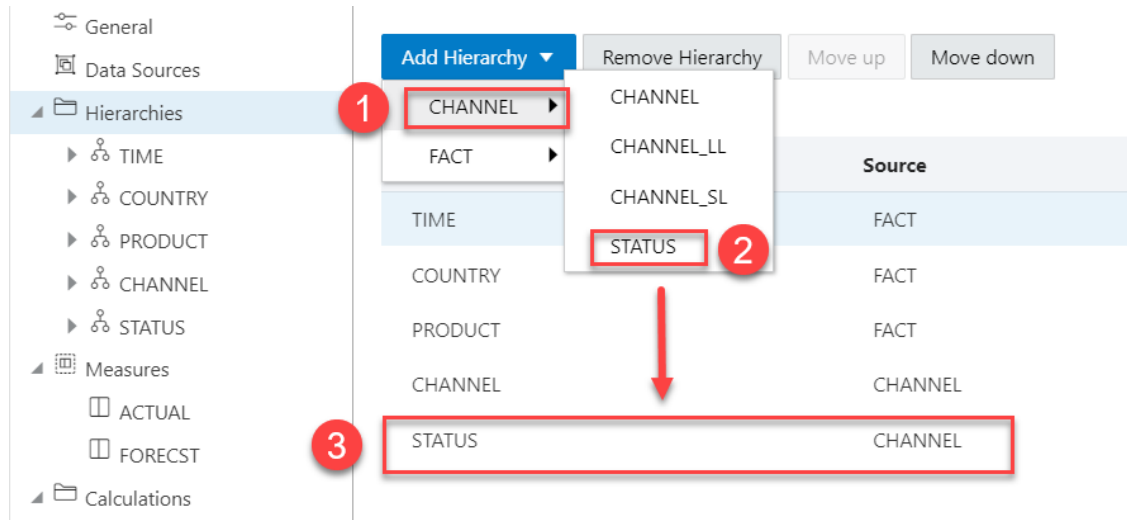 General
Data Sources
Hierarchies
TIME
COUNTRY
PRODUCT
CHANNEL
STATUS
Measures
ACTUAL
FORECST
Calculations
Add Hierarchy
Remove Hierarchy
Move up
Move down
1
CHANNEL
FACT
CHANNEL
CHANNEL_LL
CHANNEL_SL
STATUS
2
Source
TIME FACT
COUNTRY FACT
PRODUCT FACT
CHANNEL CHANNEL
3
STATUS CHANNEL